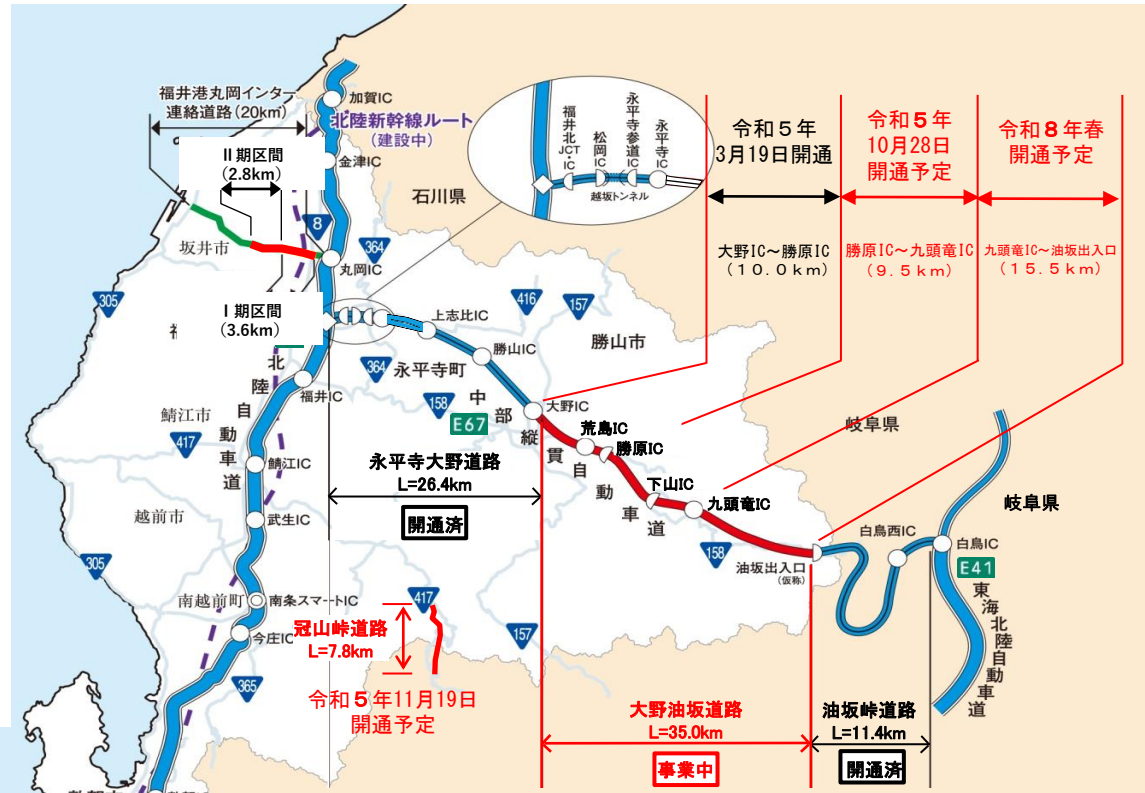 福井港丸岡インター
連絡道路(20km)
加賀IC
北陸新幹線ルート
(建設中)
金津IC
Ⅱ期区間
(2.8km)
石川県
8
坂井市
364
丸岡IC
福井北
JCT・IC
松岡IC
永平寺参道IC
永平寺IC
越坂トンネル
令和5年
3月19日開通
令和5年
10月28日
開通予定
令和8年春
開通予定
大野IC~勝原IC
(10.0km)
勝原IC~九頭竜IC
(9.5km)
九頭竜IC~油坂出入口
(15.5km)
305
Ⅰ期区間
(3.6km)
416
157
上志比IC
勝山IC
勝山市
364
永平寺町
158
E67
中部縦貫自動車道
大野IC
荒島IC
勝原IC
下山IC
九頭竜IC
158
油坂出入口
(仮称)
岐阜県
岐阜県
白鳥西IC
白鳥IC
E41
東海北陸自動車道
北陸自動車道
福井IC
鯖江市
417
鯖江IC
越前市
武生IC
305
南越前町
南条スマートIC
今庄IC
365
永平寺大野道路
L=26.4km
開通済
417
冠山峠道路
L=7.8km
令和5年11月19日
開通予定
157
大野油坂道路
L=35.0km
事業中
油坂峠道路
L=11.4km
開通済